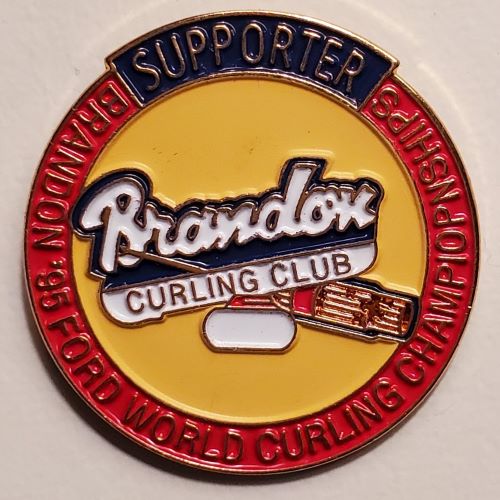 SUPPORTER
BRANDON '95 FORD WORLD CURLING CHAMPIONSHIPS
Brandon
CURLING CLUB